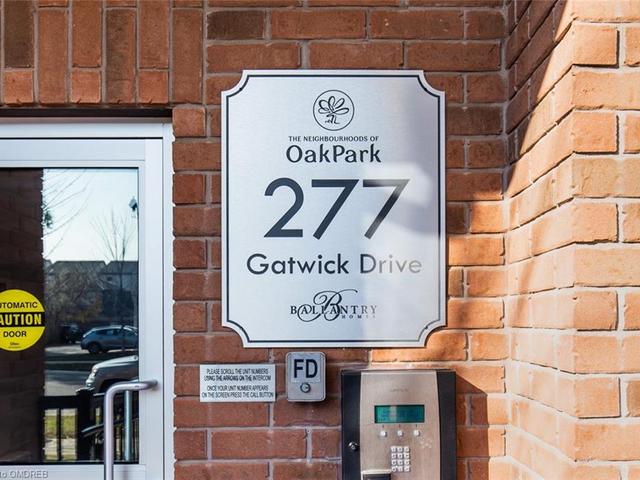 THE NEIGHBOURHOODS OF
OakPark
277
Gatwick Drive
BALLANTRY
HOMES
AUTOMATIC
CAUTION
DOOR
PLEASE SCROLL THE UNIT NUMBERS
USING THE ARROWS ON THE INTERCOM
ONCE YOUR UNIT NUMBER APPEARS
ON THE SCREEN PRESS THE CALL BUTTON
FD
to OMDREB